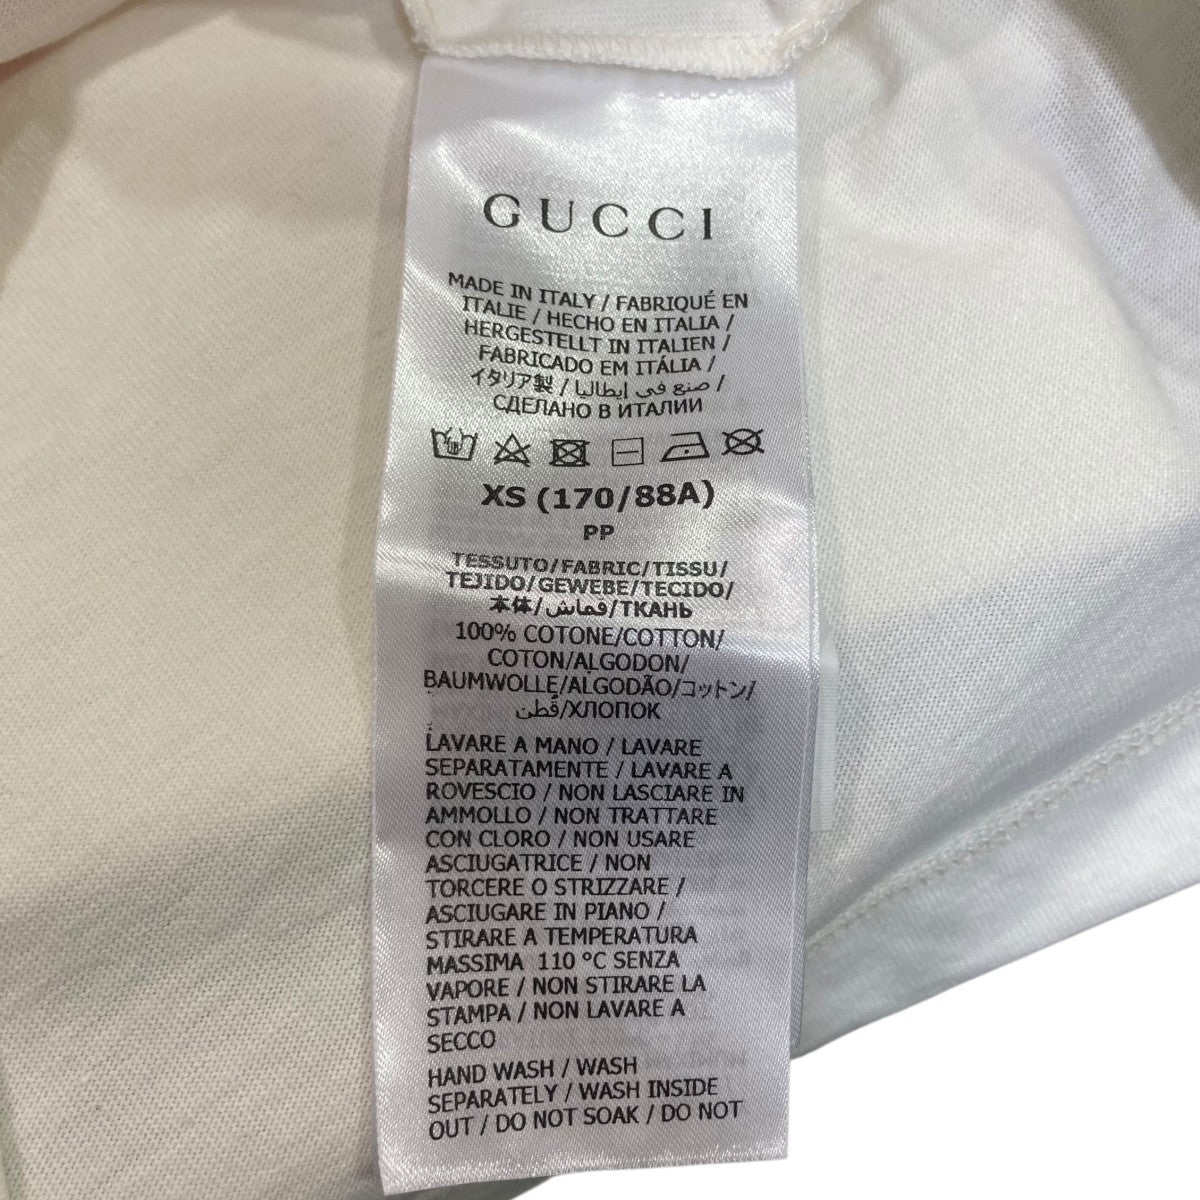 GUCCI
MADE IN ITALY / FABRIQUÉ EN
ITALIE / HECHO EN ITALIA /
HERGESTELLT IN ITALIEN /
FABRICADO EM ITÁLIA /
イタリア製 / صنع في إيطاليا /
СДЕЛАНО В ИТАЛИИ
XS (170/88A)
PP
TESSUTO/FABRIC/TISSU/
TEJIDO/GEWEBE/TECIDO/
本体/قماش/ТКАНЬ
100% COTONE/COTTON/
COTON/ALGODON/
BAUMWOLLE/ALGODÃO/コットン/
قُطن/ХЛОПОК
LAVARE A MANO / LAVARE
SEPARATAMENTE / LAVARE A
ROVESCIO / NON LASCIARE IN
AMMOLLO / NON TRATTARE
CON CLORO / NON USARE
ASCIUGATRICE / NON
TORCERE O STRIZZARE /
ASCIUGARE IN PIANO /
STIRARE A TEMPERATURA
MASSIMA 110 °C SENZA
VAPORE / NON STIRARE LA
STAMPA / NON LAVARE A
SECCO
HAND WASH / WASH
SEPARATELY / WASH INSIDE
OUT / DO NOT SOAK / DO NOT